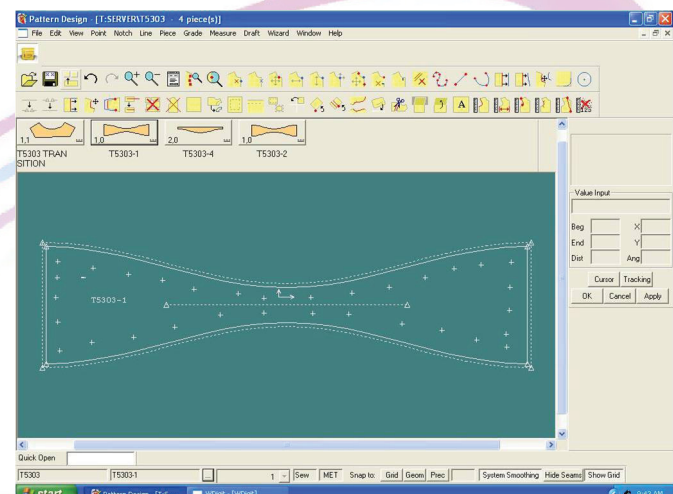 Pattern Design - [T:SERVER\T5303 - 4 piece(s)]
File Edit View Point Notch Line Piece Grade Measure Draft Wizard Window Help
A
1,1 1,0 2,0 1,0
T5303 TRAN T5303-1 T5303-4 T5303-2
SITION
Value Input
Beg X
End Y
Dist Ang
Cursor Tracking
OK Cancel Apply
T5303-1
Quick Open
T5303 T5303-1 1 Sew MET Snap to: Grid Geom Prec System Smoothing Hide Seams Show Grid
start 9:42 AM